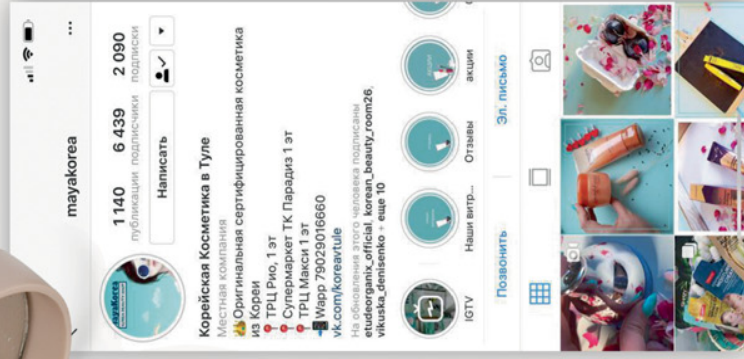 mayakorea
1140 6 439 2 090
публикации подписчики подписки
Написать
mayaKorea
Корейская Косметика в Туле
Местная компания
Оригинальная сертифицированная косметика
из Кореи
ТРЦ Рио, 1 эт
Супермаркет ТК Парадиз 1 эт
ТРЦ Макси 1 эт
Wapp 79029016660
vk.com/koreavtule
На обновления этого человека подписаны
etudeorganix_official, korean_beauty_room26,
vikuska_denisenko + еще 10
IGTV Наши витр... Отзывы акции
Позвонить Эл. письмо